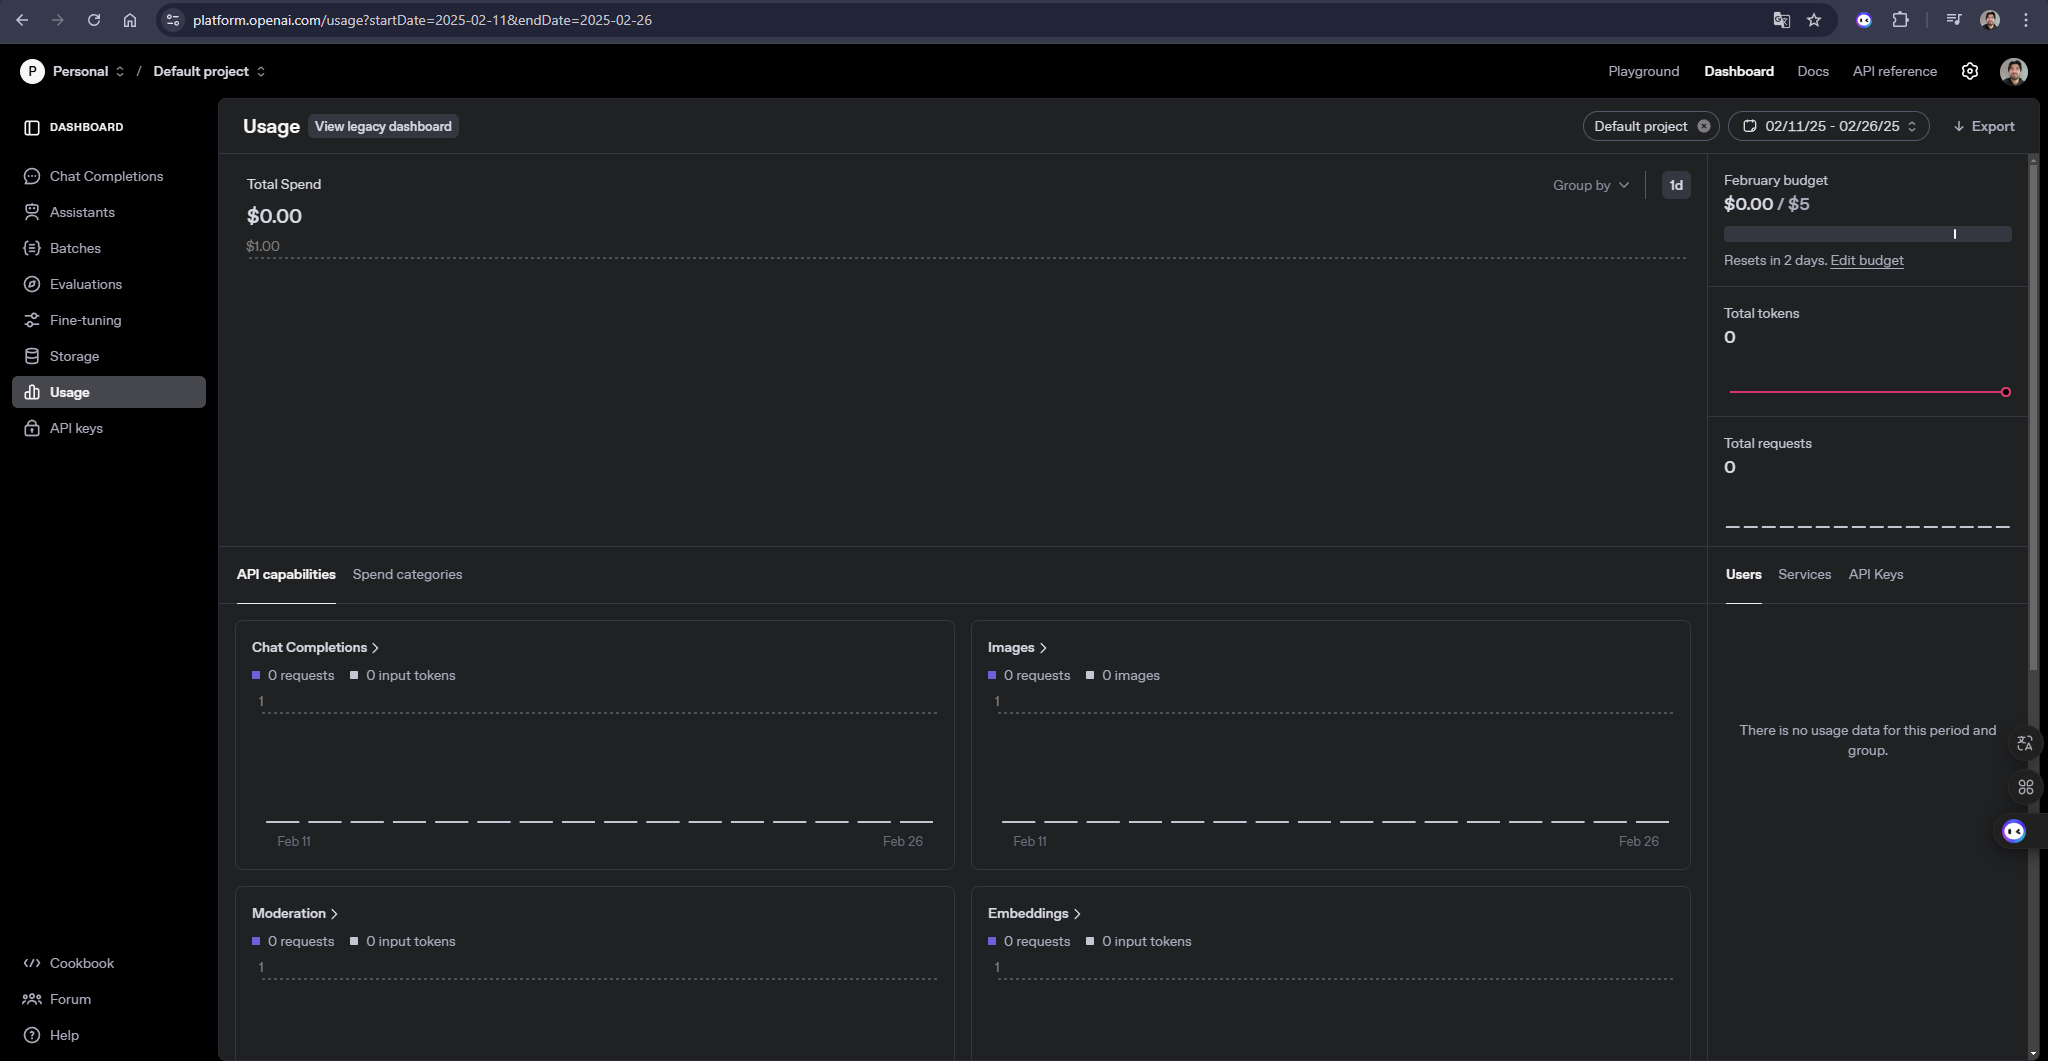 platform.openai.com/usage?startDate=2025-02-11&endDate=2025-02-26
P Personal / Default project
Playground Dashboard Docs API reference
DASHBOARD
Chat Completions
Assistants
Batches
Evaluations
Fine-tuning
Storage
Usage
API keys
Cookbook
Forum
Help
Usage View legacy dashboard
Default project 02/11/25 - 02/26/25 Export
Total Spend
$0.00
$1.00
Group by 1d
February budget
$0.00 / $5
Resets in 2 days. Edit budget
Total tokens
0
Total requests
0
API capabilities Spend categories
Users Services API Keys
Chat Completions
0 requests 0 input tokens
1
Feb 11 Feb 26
Images
0 requests 0 images
1
Feb 11 Feb 26
There is no usage data for this period and
group.
Moderation
0 requests 0 input tokens
1
Embeddings
0 requests 0 input tokens
1